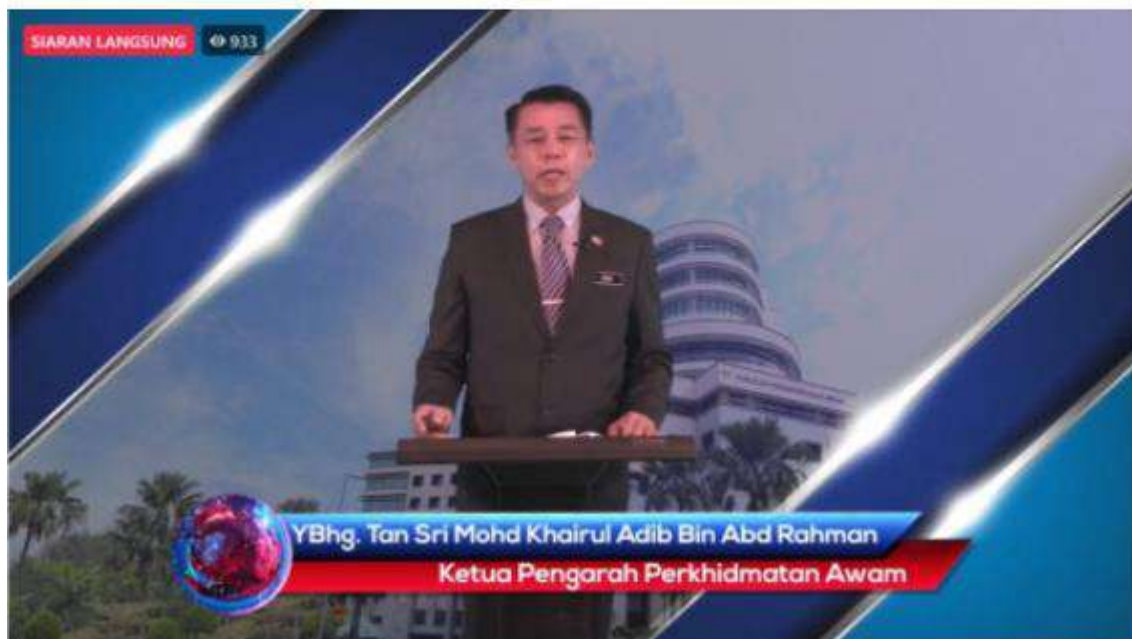 SIARAN LANGSUNG 933
YBhg. Tan Sri Mohd Khairul Adib Bin Abd Rahman
Ketua Pengarah Perkhidmatan Awam